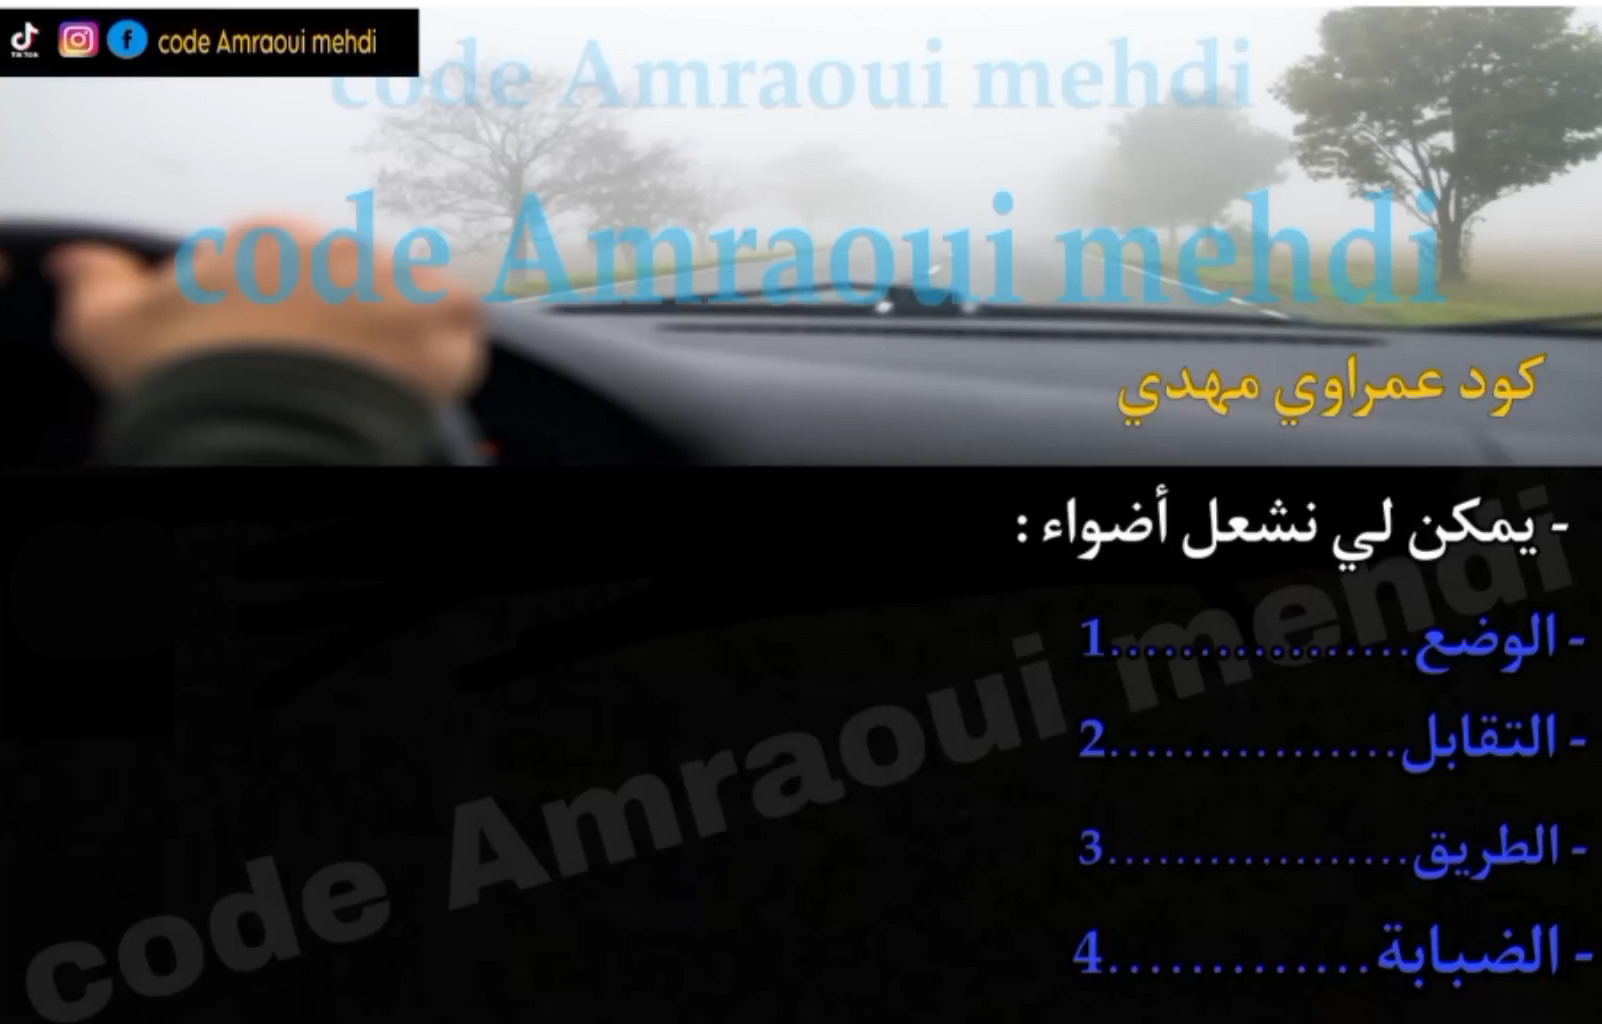 code Amraoui mehdi
code Amraoui mehdi
code Amraoui mehdi
كود عمراوي مهدي
- يمكن لي نشعل أضواء :
- الوضع.................1
- التقابل................2
- الطريق..................3
- الضبابة..............4
code Amraoui mehdi